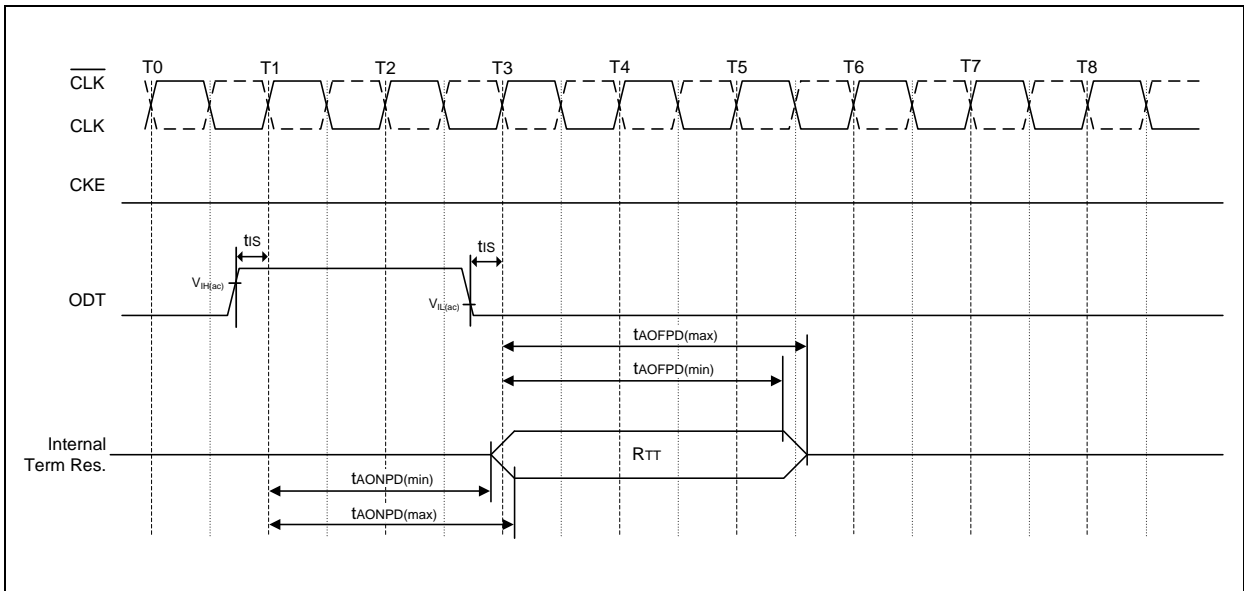 T0 T1 T2 T3 T4 T5 T6 T7 T8
CLK
CLK
CKE
tIS tIS
VIH(ac)
ODT
VIL(ac)
tAOFPD(max)
tAOFPD(min)
Internal
Term Res.
RTT
tAONPD(min)
tAONPD(max)